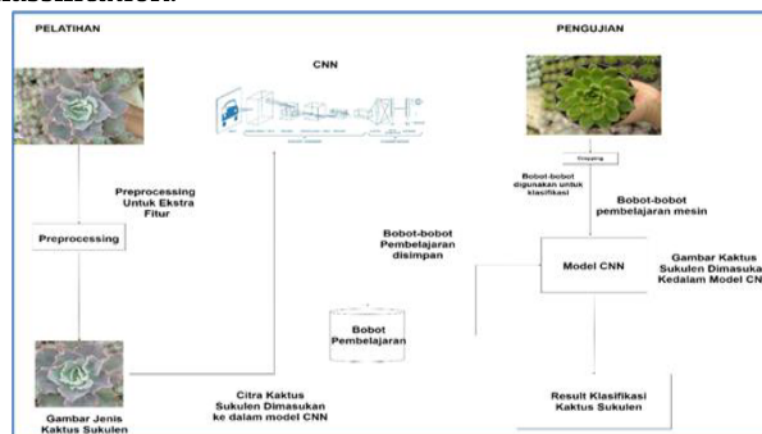 PELATIHAN
PENGUJIAN
CNN
Preprocessing
Untuk Ekstra
Fitur
Preprocessing
Gambar Jenis
Kaktus Sukulen
Citra Kaktus
Sukulen Dimasukan
ke dalam model CNN
Bobot-bobot
Pembelajaran
disimpan
Bobot
Pembelajaran
Cropping
Bobot-bobot
digunakan untuk
klasifikasi
Bobot-bobot
pembelajaran mesin
Model CNN
Gambar Kaktus
Sukulen Dimasuka
Kedalam Model CN
Result Klasifikasi
Kaktus Sukulen